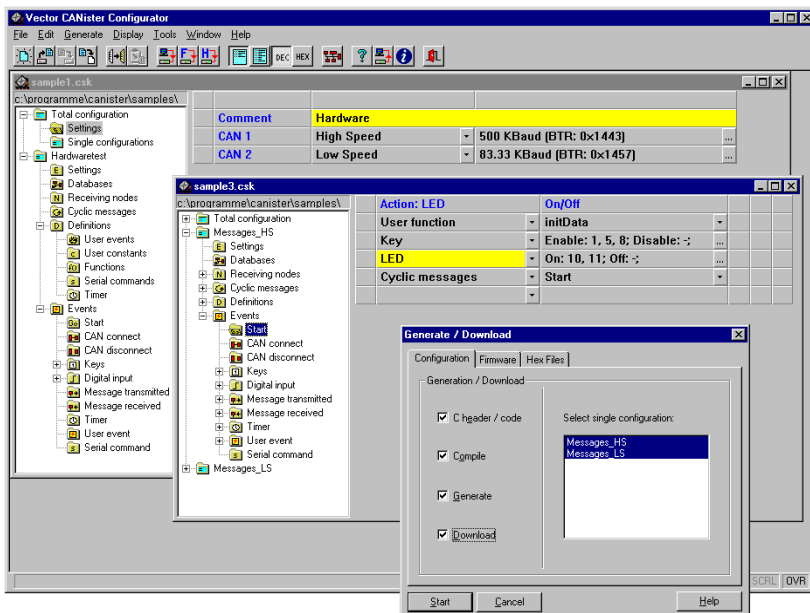 Vector CANister Configurator
File Edit Generate Display Tools Window Help
DEC HEX
sample1.csk
c:\programme\canister\samples\
Total configuration
Settings
Single configurations
Hardwaretest
Settings
Databases
Receiving nodes
Cyclic messages
Definitions
User events
User constants
Functions
Serial commands
Timer
Events
Start
CAN connect
CAN disconnect
Keys
Digital input
Message transmitted
Message received
Timer
User event
Serial command
Comment Hardware
CAN 1 High Speed 500 KBaud (BTR: 0x1443) ...
CAN 2 Low Speed 83.33 KBaud (BTR: 0x1457) ...
sample3.csk
c:\programme\canister\samples\
Total configuration
Messages_HS
Settings
Databases
Receiving nodes
Cyclic messages
Definitions
Events
Start
CAN connect
CAN disconnect
Keys
Digital input
Message transmitted
Message received
Timer
User event
Serial command
Messages_LS
Action: LED On/Off
User function initData
Key Enable: 1, 5, 8; Disable: -; ...
LED On: 10, 11; Off: -; ...
Cyclic messages Start
Generate / Download
Configuration Firmware Hex Files
Generation / Download
C header / code
Compile
Generate
Download
Select single configuration:
Messages_HS
Messages_LS
Start Cancel Help
SCRL OVR